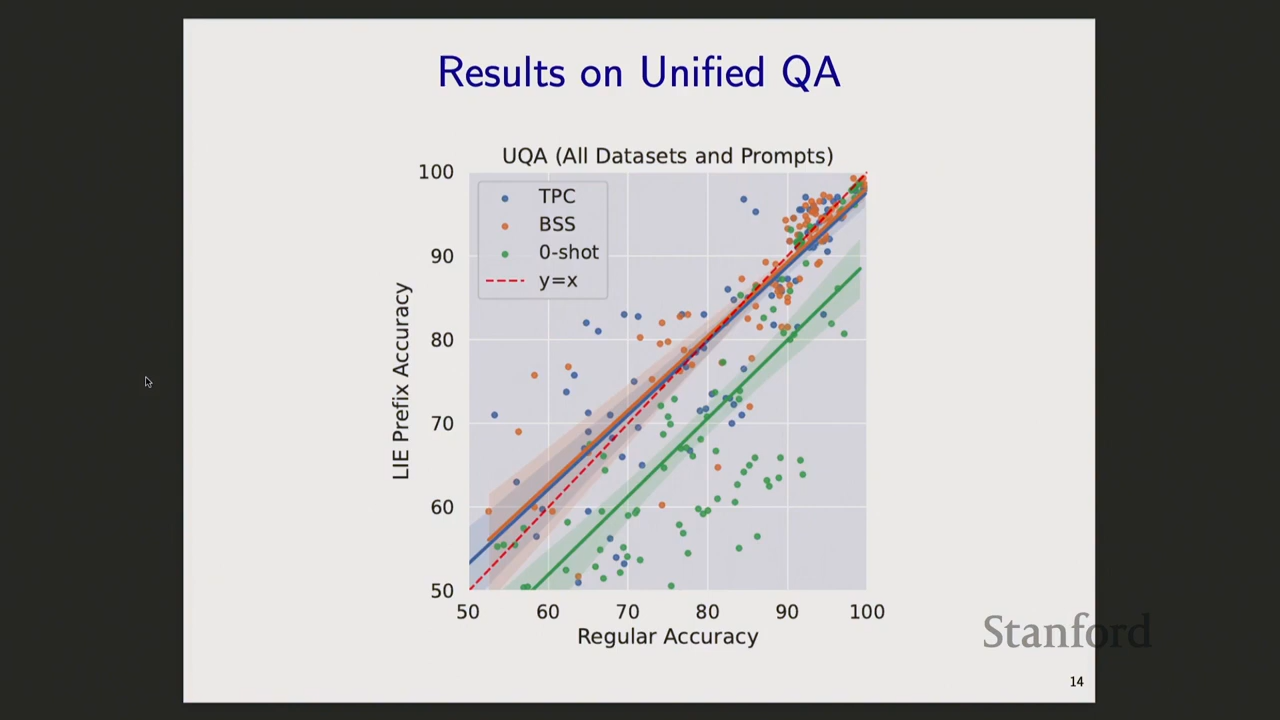 Results on Unified QA
UQA (All Datasets and Prompts)
100
90
80
70
60
50
LIE Prefix Accuracy
TPC
BSS
0-shot
y=x
50 60 70 80 90 100
Regular Accuracy
Stanford
14